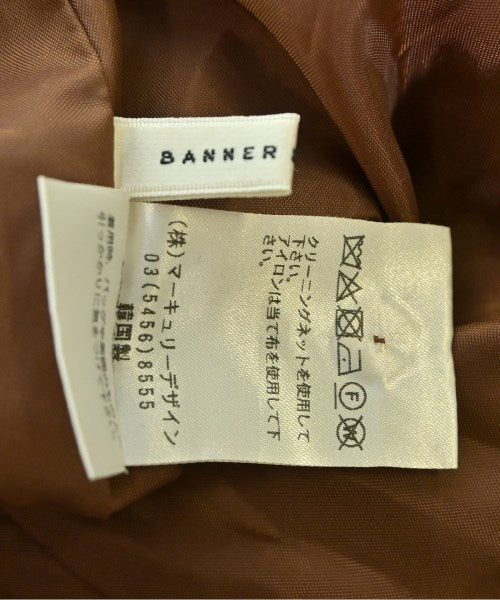 BANNER
クリーニングネットを使用して
下さい。
アイロンは当て布を使用して下
さい。
(株)マーキュリーデザイン
03(5456)8555
韓国製
F
W